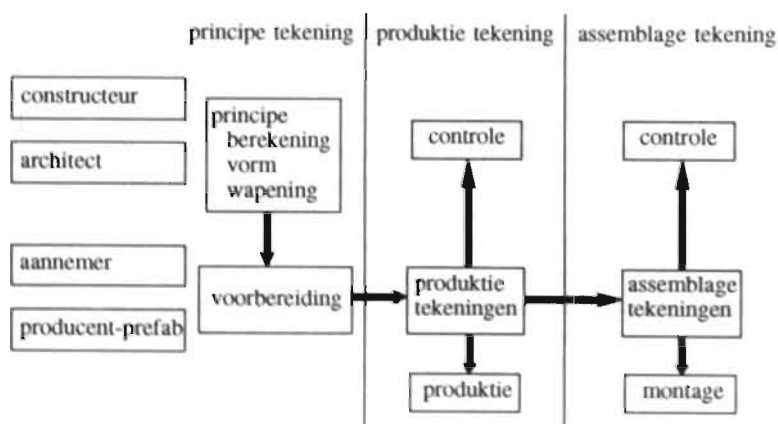 principe tekening
produktie tekening
assemblage tekening
constructeur
architect
aannemer
producent-prefab
principe
berekening
vorm
wapening
voorbereiding
controle
produktie
tekeningen
produktie
controle
assemblage
tekeningen
montage